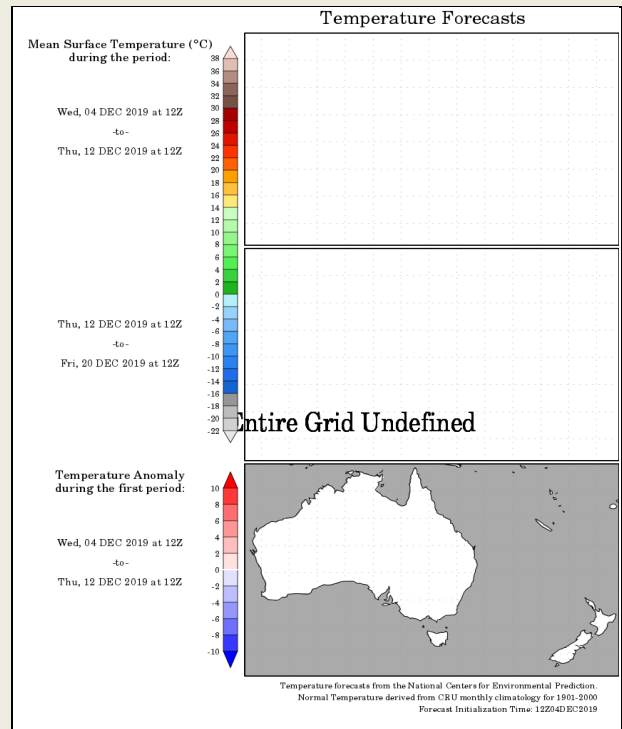 Temperature Forecasts
Mean Surface Temperature (°C)
during the period:
38
36
34
32
30
28
26
24
22
20
18
16
14
12
10
8
6
4
2
0
-2
-4
-6
-8
-10
-12
-14
-16
-18
-20
-22
Wed, 04 DEC 2019 at 12Z
-to-
Thu, 12 DEC 2019 at 12Z
Thu, 12 DEC 2019 at 12Z
-to-
Fri, 20 DEC 2019 at 12Z
Entire Grid Undefined
Temperature Anomaly
during the first period:
10
8
6
4
2
0
-2
-4
-6
-8
-10
Wed, 04 DEC 2019 at 12Z
-to-
Thu, 12 DEC 2019 at 12Z
Temperature forecasts from the National Centers for Environmental Prediction.
Normal Temperature derived from CRU monthly climatology for 1901-2000
Forecast Initialization Time: 12Z04DEC2019